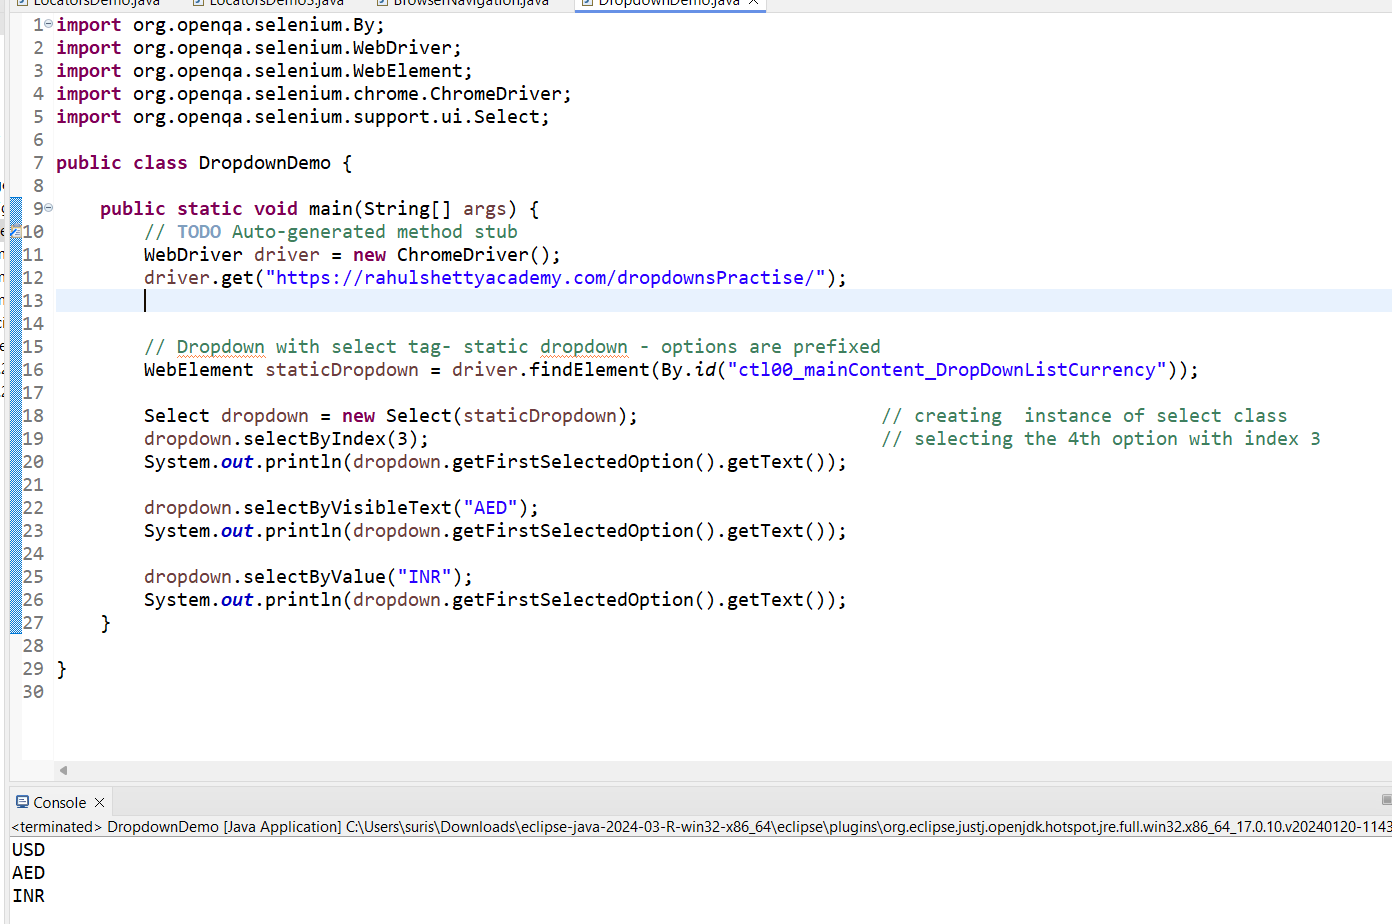 LocatorsDemo.java LocatorsDemo3.java BrowserNavigation.java DropdownDemo.java
1 import org.openqa.selenium.By;
2 import org.openqa.selenium.WebDriver;
3 import org.openqa.selenium.WebElement;
4 import org.openqa.selenium.chrome.ChromeDriver;
5 import org.openqa.selenium.support.ui.Select;
6
7 public class DropdownDemo {
8
9 public static void main(String[] args) {
10 // TODO Auto-generated method stub
11 WebDriver driver = new ChromeDriver();
12 driver.get("https://rahulshettyacademy.com/dropdownsPractise/");
13
14
15 // Dropdown with select tag- static dropdown - options are prefixed
16 WebElement staticDropdown = driver.findElement(By.id("ctl00_mainContent_DropDownListCurrency"));
17
18 Select dropdown = new Select(staticDropdown); // creating  instance of select class
19 dropdown.selectByIndex(3); // selecting the 4th option with index 3
20 System.out.println(dropdown.getFirstSelectedOption().getText());
21
22 dropdown.selectByVisibleText("AED");
23 System.out.println(dropdown.getFirstSelectedOption().getText());
24
25 dropdown.selectByValue("INR");
26 System.out.println(dropdown.getFirstSelectedOption().getText());
27 }
28
29 }
30
Console
<terminated> DropdownDemo [Java Application] C:\Users\suris\Downloads\eclipse-java-2024-03-R-win32-x86_64\eclipse\plugins\org.eclipse.justj.openjdk.hotspot.jre.full.win32.x86_64_17.0.10.v20240120-1143
USD
AED
INR